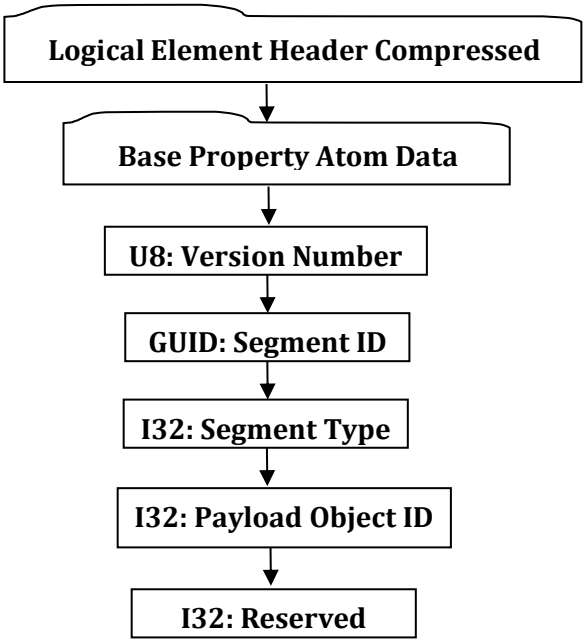 Logical Element Header Compressed
Base Property Atom Data
U8: Version Number
GUID: Segment ID
I32: Segment Type
I32: Payload Object ID
I32: Reserved